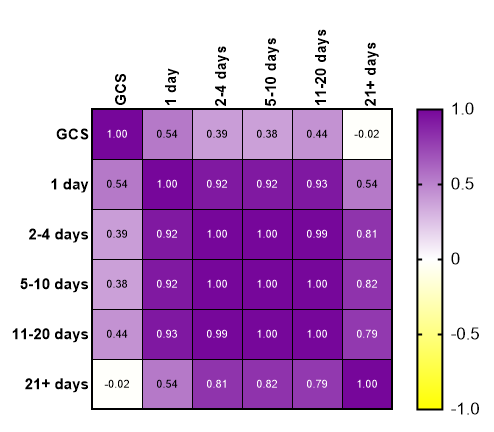 GCS 1 day 2-4 days 5-10 days 11-20 days 21+ days
GCS 1.00 0.54 0.39 0.38 0.44 -0.02
1 day 0.54 1.00 0.92 0.92 0.93 0.54
2-4 days 0.39 0.92 1.00 1.00 0.99 0.81
5-10 days 0.38 0.92 1.00 1.00 1.00 0.82
11-20 days 0.44 0.93 0.99 1.00 1.00 0.79
21+ days -0.02 0.54 0.81 0.82 0.79 1.00
1.0
0.5
0
-0.5
-1.0